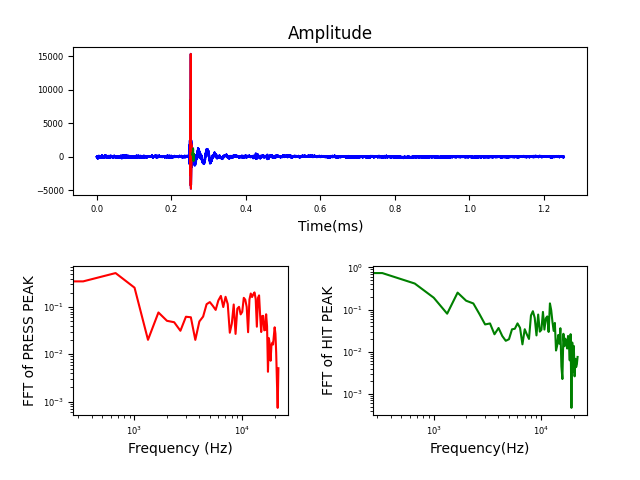 Amplitude
15000
10000
5000
0
−5000
0.0 0.2 0.4 0.6 0.8 1.0 1.2
Time(ms)
FFT of PRESS PEAK
10⁻¹
10⁻²
10⁻³
10³ 10⁴
Frequency (Hz)
FFT of HIT PEAK
10⁰
10⁻¹
10⁻²
10⁻³
10³ 10⁴
Frequency(Hz)